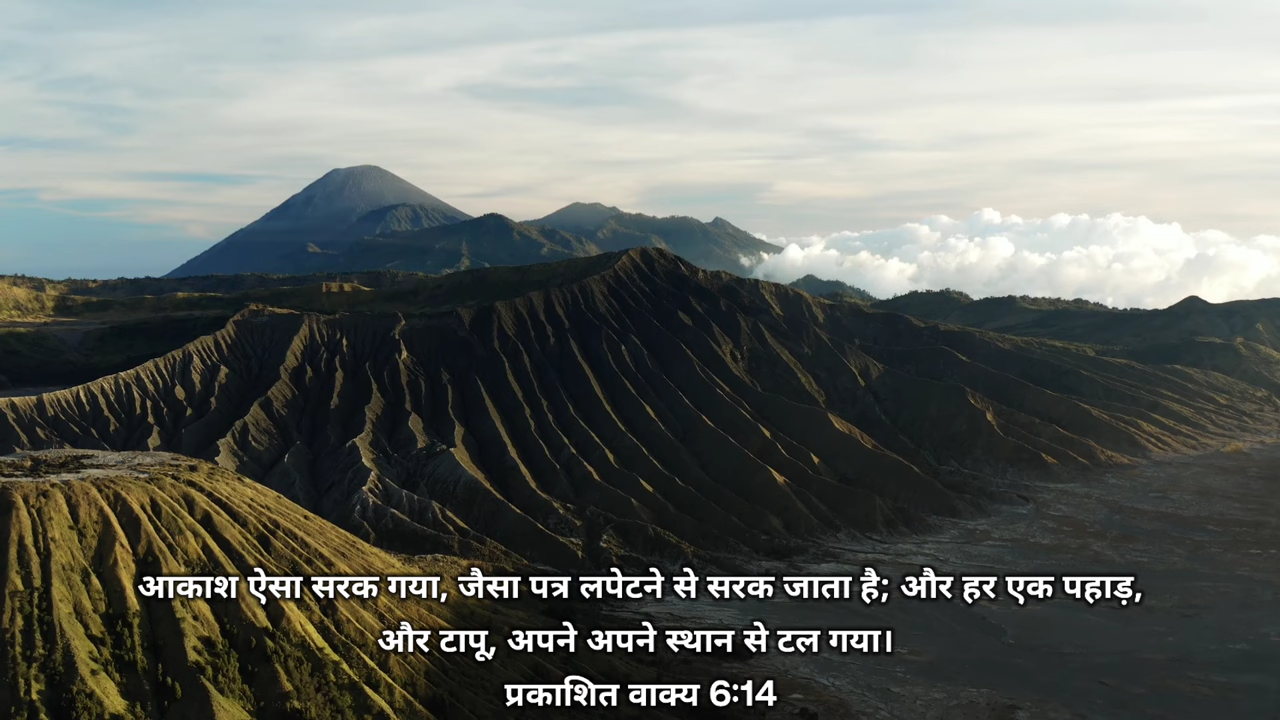 आकाश ऐसा सरक गया, जैसा पत्र लपेटने से सरक जाता है; और हर एक पहाड़,
और टापू, अपने अपने स्थान से टल गया।
प्रकाशित वाक्य 6:14